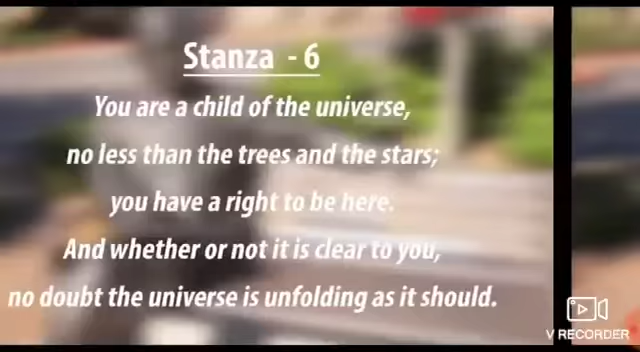 Stanza - 6
You are a child of the universe,
no less than the trees and the stars;
you have a right to be here.
And whether or not it is clear to you,
no doubt the universe is unfolding as it should.
V RECORDER